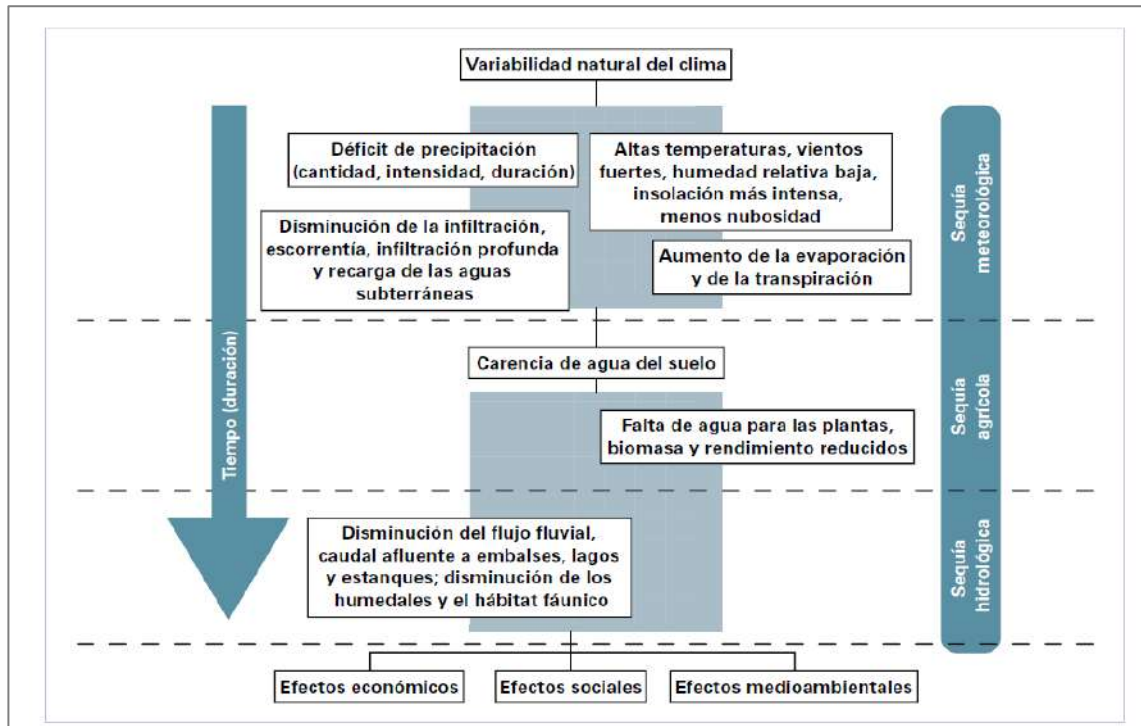 Variabilidad natural del clima
Déficit de precipitación
(cantidad, intensidad, duración)
Altas temperaturas, vientos
fuertes, humedad relativa baja,
insolación más intensa,
menos nubosidad
Disminución de la infiltración,
escorrentía, infiltración profunda
y recarga de las aguas
subterráneas
Aumento de la evaporación
y de la transpiración
Sequía
meteorológica
Tiempo (duración)
Carencia de agua del suelo
Falta de agua para las plantas,
biomasa y rendimiento reducidos
Sequía
agrícola
Disminución del flujo fluvial,
caudal afluente a embalses, lagos
y estanques; disminución de los
humedales y el hábitat fáunico
Sequía
hidrológica
Efectos económicos
Efectos sociales
Efectos medioambientales